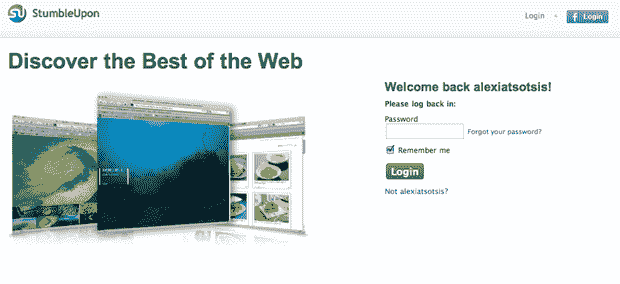 StumbleUpon
Login
Login
Discover the Best of the Web
Welcome back alexiatsotsis!
Please log back in:
Password
Forgot your password?
Remember me
Login
Not alexiatsotsis?